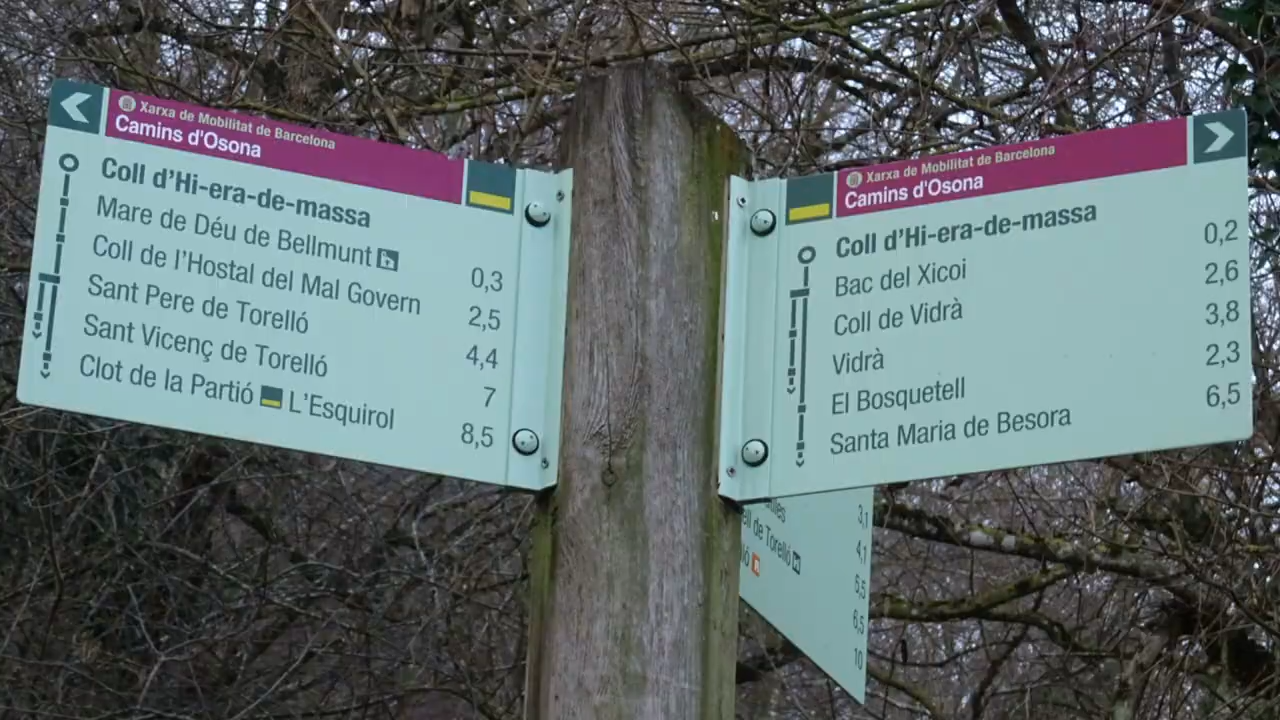 Xarxa de Mobilitat de Barcelona
Camins d'Osona
Coll d'Hi-era-de-massa
Mare de Déu de Bellmunt 0,3
Coll de l'Hostal del Mal Govern 2,5
Sant Pere de Torelló 4,4
Sant Vicenç de Torelló 7
Clot de la Partió L'Esquirol 8,5
Xarxa de Mobilitat de Barcelona
Camins d'Osona
Coll d'Hi-era-de-massa
Bac del Xicoi 0,2
Coll de Vidrà 2,6
Vidrà 3,8
El Bosquetell 2,3
Santa Maria de Besora 6,5
3,1
de Torelló 4,1
5,5
6,5
10